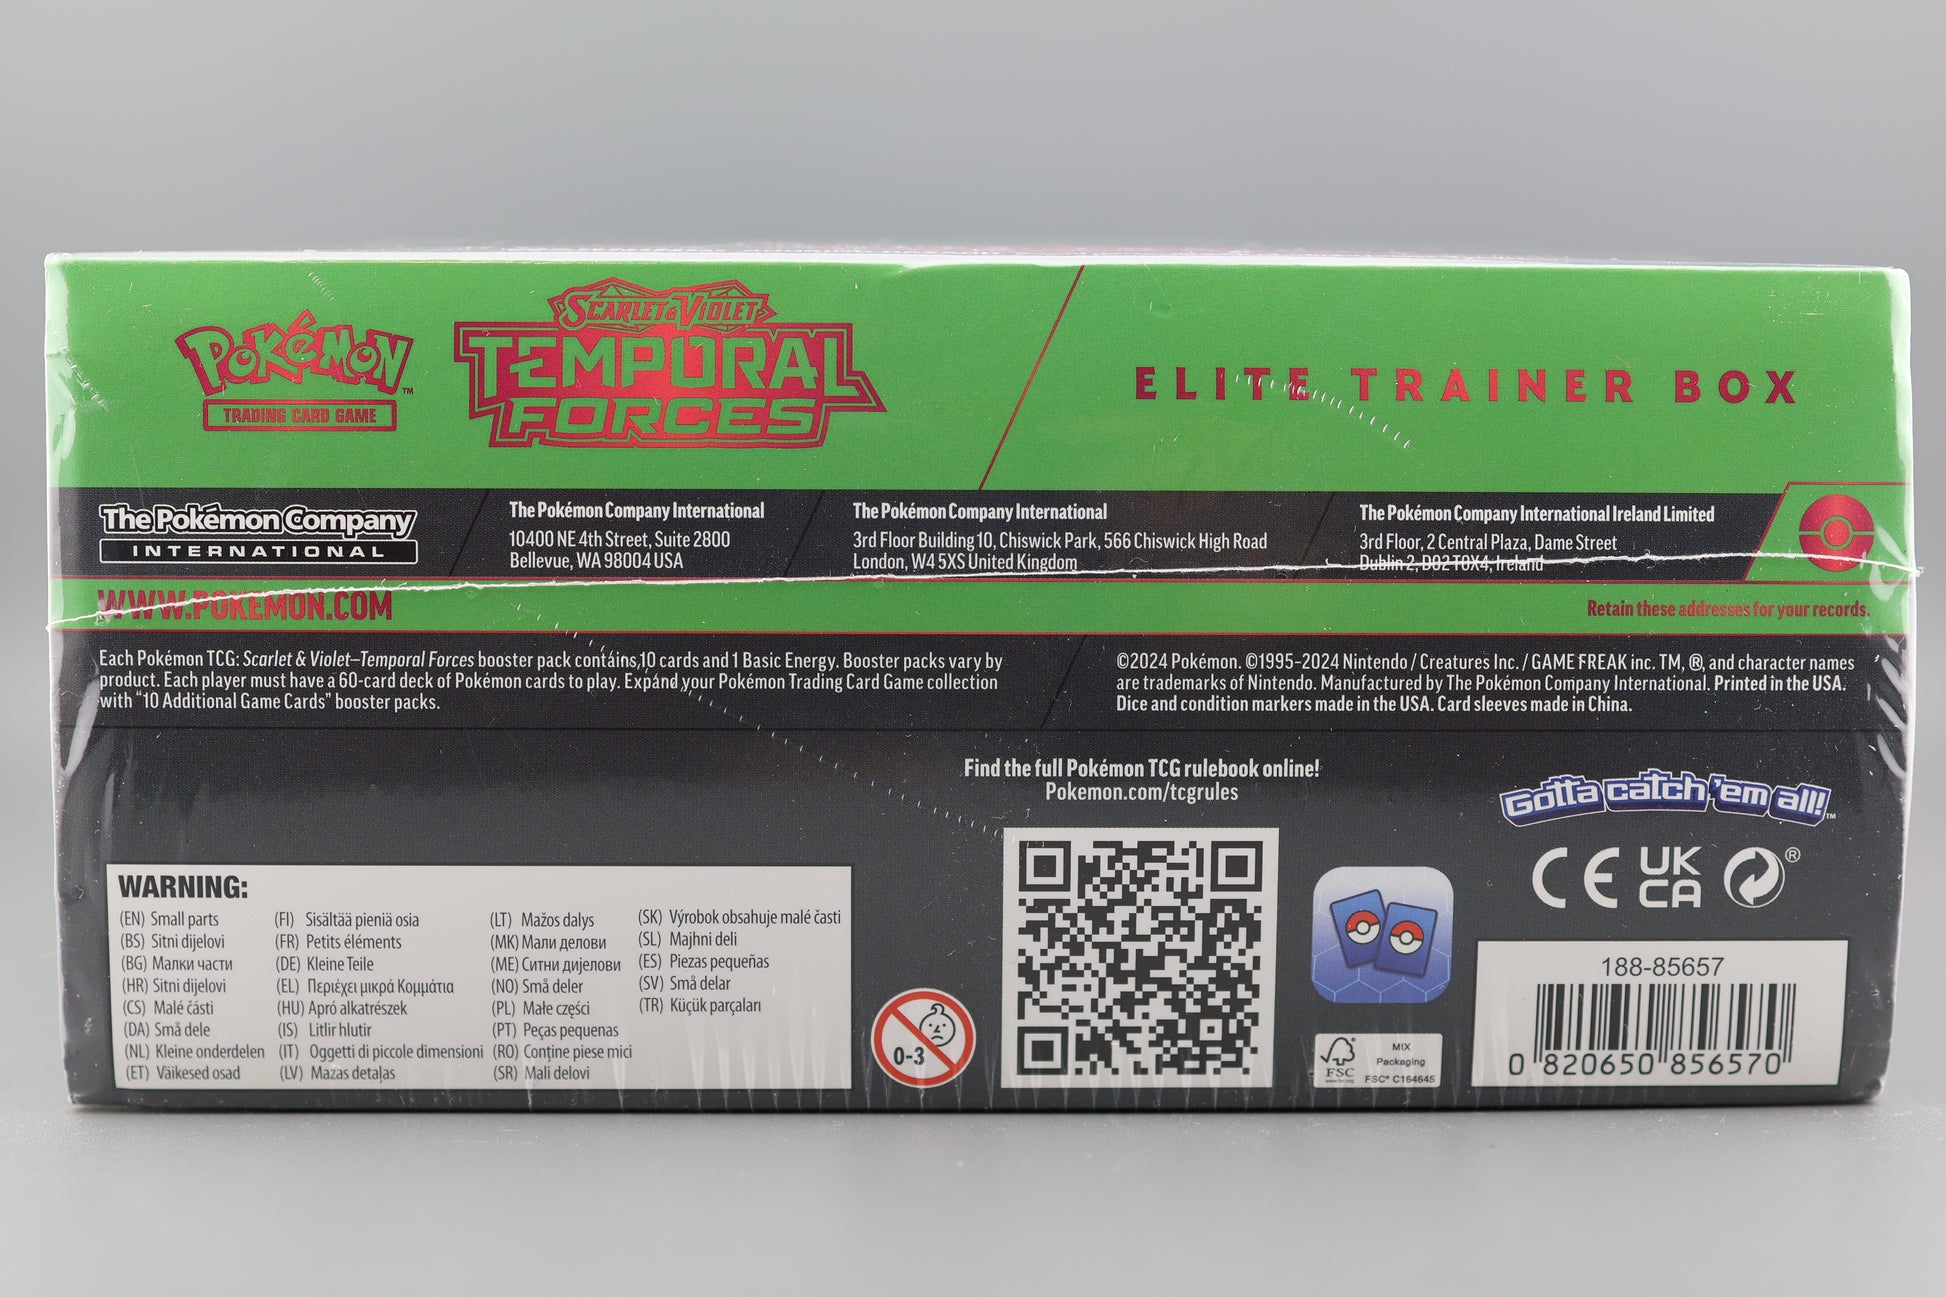 POKéMON™
TRADING CARD GAME
SCARLET & VIOLET
TEMPORAL
FORCES
ELITE TRAINER BOX
The Pokémon Company
INTERNATIONAL
The Pokémon Company International
10400 NE 4th Street, Suite 2800
Bellevue, WA 98004 USA
The Pokémon Company International
3rd Floor Building 10, Chiswick Park, 566 Chiswick High Road
London, W4 5XS United Kingdom
The Pokémon Company International Ireland Limited
3rd Floor, 2 Central Plaza, Dame Street
Dublin 2, D02 T0X4, Ireland
WWW.POKEMON.COM
Retain these addresses for your records.
Each Pokémon TCG: Scarlet & Violet–Temporal Forces booster pack contains 10 cards and 1 Basic Energy. Booster packs vary by
product. Each player must have a 60-card deck of Pokémon cards to play. Expand your Pokémon Trading Card Game collection
with “10 Additional Game Cards” booster packs.
©2024 Pokémon. ©1995–2024 Nintendo / Creatures Inc. / GAME FREAK inc. TM, ®, and character names
are trademarks of Nintendo. Manufactured by The Pokémon Company International. Printed in the USA.
Dice and condition markers made in the USA. Card sleeves made in China.
Find the full Pokémon TCG rulebook online!
Pokemon.com/tcgrules
Gotta catch 'em all!™
CE UK CA ®
WARNING:
(EN) Small parts
(BS) Sitni dijelovi
(BG) Малки части
(HR) Sitni dijelovi
(CS) Malé části
(DA) Små dele
(NL) Kleine onderdelen
(ET) Väikesed osad
(FI) Sisältää pieniä osia
(FR) Petits éléments
(DE) Kleine Teile
(EL) Περιέχει μικρά Κομμάτια
(HU) Apró alkatrészek
(IS) Litlir hlutir
(IT) Oggetti di piccole dimensioni
(LV) Mazas detaļas
(LT) Mažos dalys
(MK) Мали делови
(ME) Ситни дијелови
(NO) Små deler
(PL) Małe części
(PT) Peças pequenas
(RO) Conține piese mici
(SR) Mali delovi
(SK) Výrobok obsahuje malé časti
(SL) Majhni deli
(ES) Piezas pequeñas
(SV) Små delar
(TR) Küçük parçaları
0-3
FSC
www.fsc.org
MIX
Packaging
FSC® C164645
188-85657
0 820650 856570